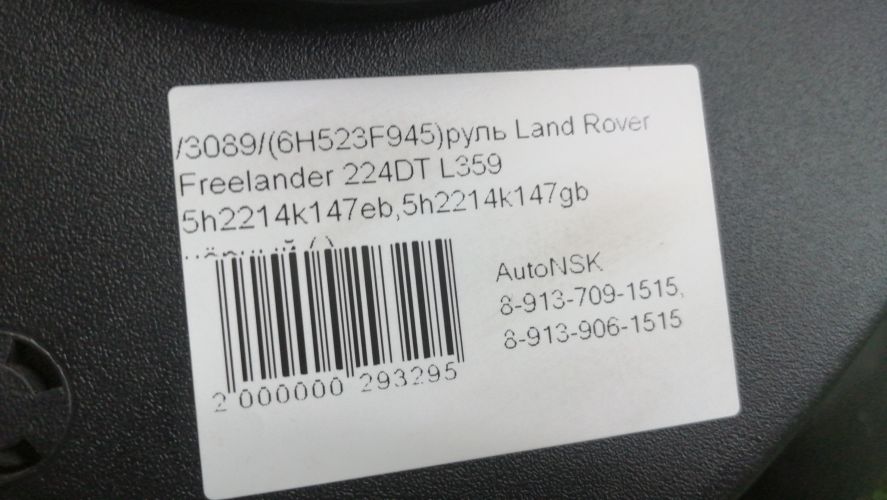 /3089/(6H523F945)руль Land Rover
Freelander 224DT L359
5h2214k147eb,5h2214k147gb
AutoNSK
8-913-709-1515,
8-913-906-1515
2 000000 293295